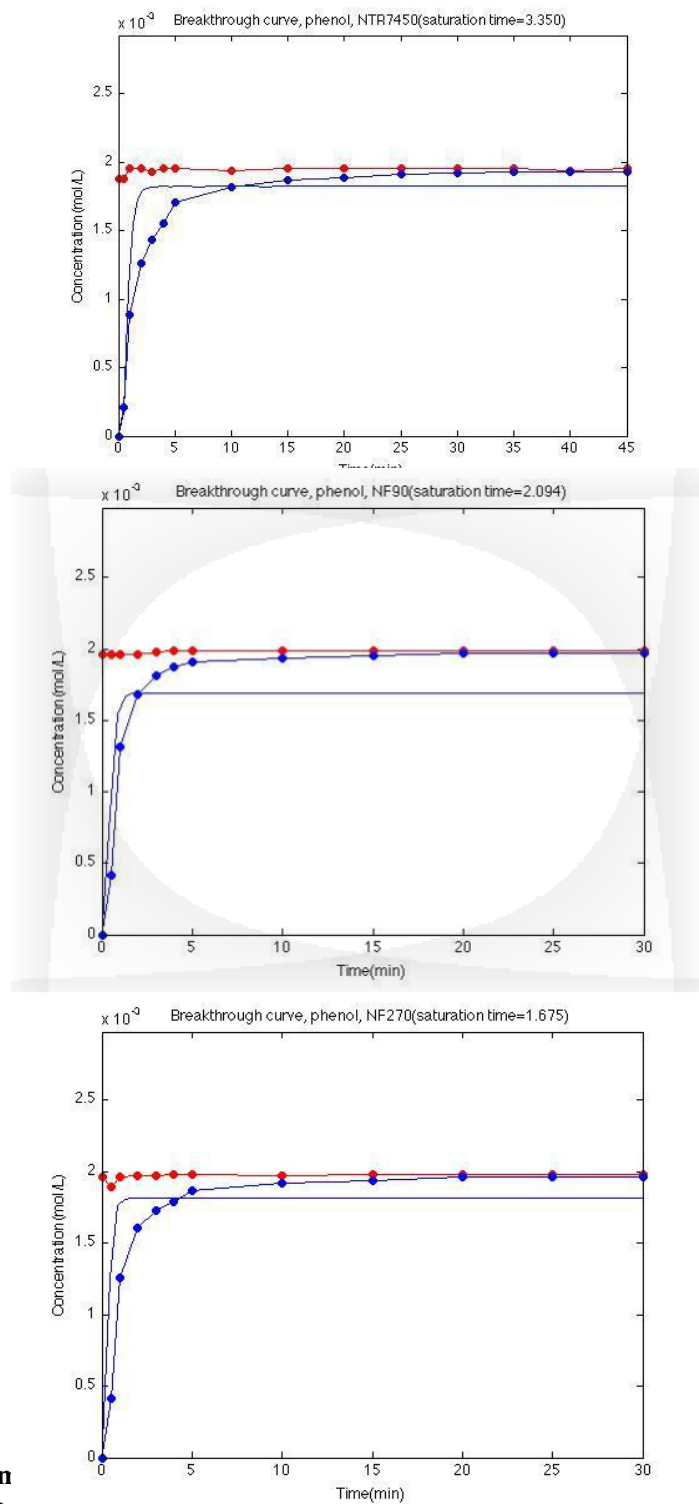 x 10⁻³ Breakthrough curve, phenol, NTR7450(saturation time=3.350)
2.5
2
1.5
1
0.5
0
Concentration (mol/L)
0 5 10 15 20 25 30 35 40 45
Time(min)
x 10⁻³ Breakthrough curve, phenol, NF90(saturation time=2.094)
2.5
2
1.5
1
0.5
0
Concentration (mol/L)
0 5 10 15 20 25 30
Time(min)
x 10⁻³ Breakthrough curve, phenol, NF270(saturation time=1.675)
2.5
2
1.5
1
0.5
0
Concentration (mol/L)
0 5 10 15 20 25 30
Time(min)